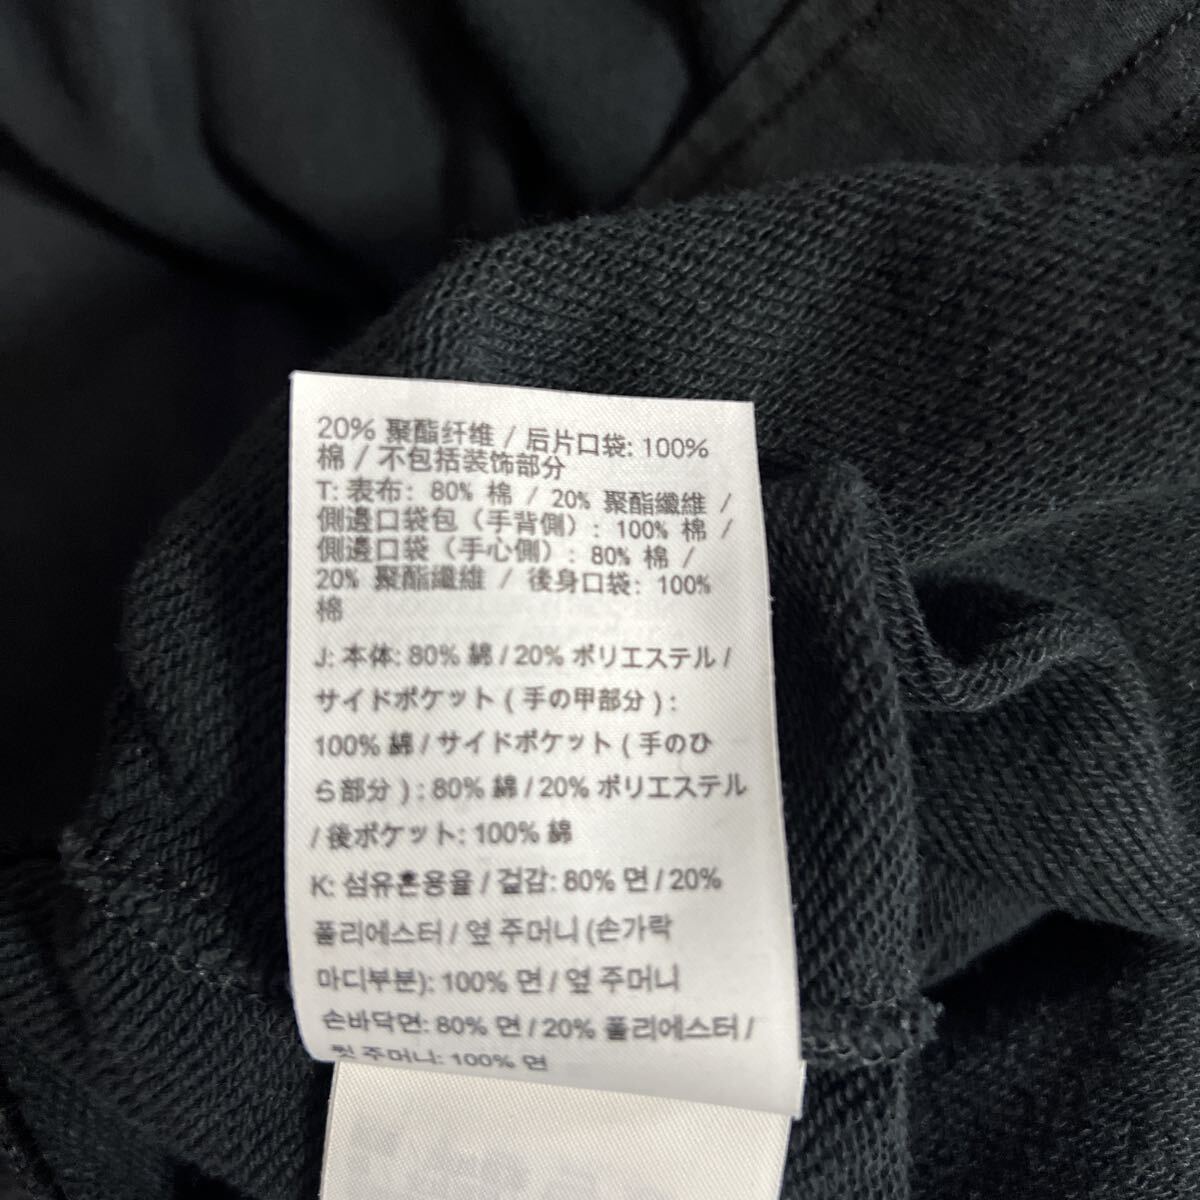 20% 聚酯纤维 / 后片口袋: 100%
棉 / 不包括装饰部分
T: 表布: 80% 棉 / 20% 聚酯纖維 /
側邊口袋包 (手背側) : 100% 棉 /
側邊口袋 (手心側) : 80% 棉 /
20% 聚酯纖維 / 後身口袋: 100%
棉
J: 本体: 80% 綿 / 20% ポリエステル /
サイドポケット ( 手の甲部分 ) :
100% 綿 / サイドポケット ( 手のひ
ら部分 ) : 80% 綿 / 20% ポリエステル
/ 後ポケット: 100% 綿
K: 섬유혼용율 / 겉감: 80% 면 / 20%
폴리에스터 / 옆 주머니 (손가락
마디부분): 100% 면 / 옆 주머니
손바닥면: 80% 면 / 20% 폴리에스터 /
주머니: 100% 면